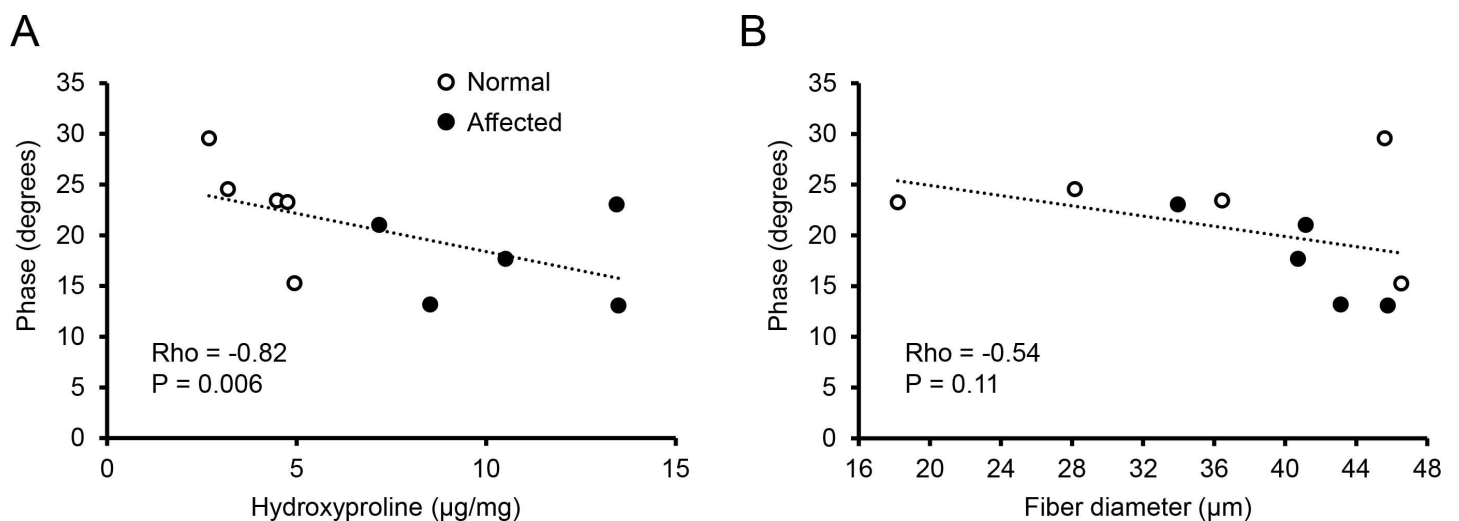 A
Phase (degrees)
35
30
25
20
15
10
5
0
Normal
Affected
Rho = -0.82
P = 0.006
0 5 10 15
Hydroxyproline (µg/mg)
B
Phase (degrees)
35
30
25
20
15
10
5
0
Rho = -0.54
P = 0.11
16 20 24 28 32 36 40 44 48
Fiber diameter (µm)